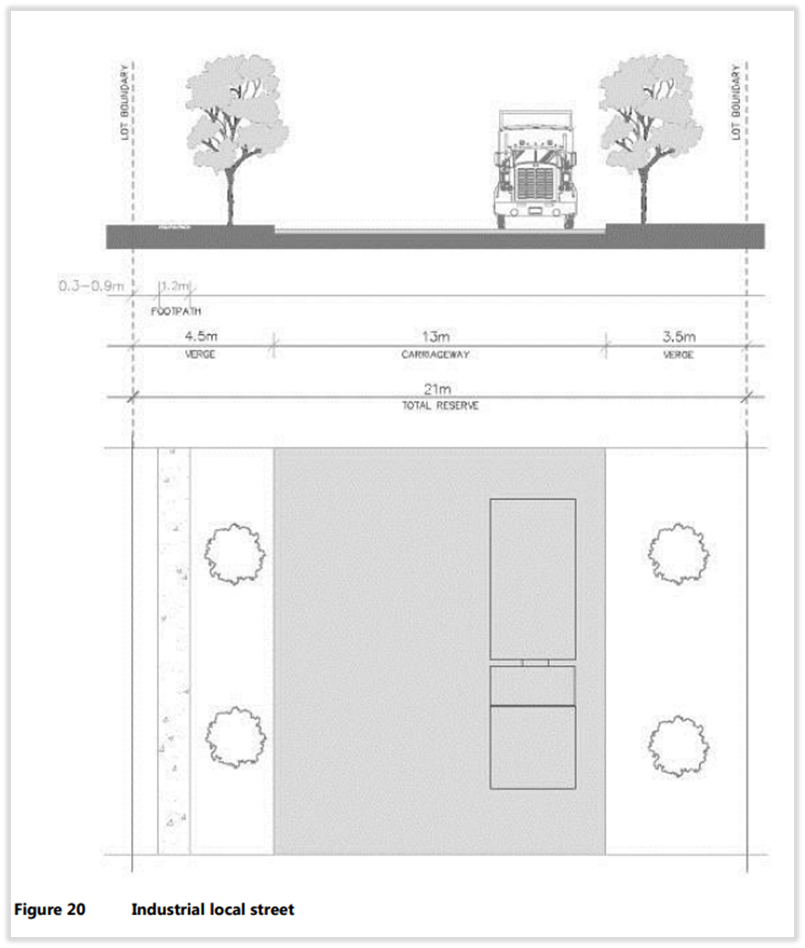 LOT BOUNDARY
LOT BOUNDARY
FOOTPATH
0.3-0.9m
1.2m
FOOTPATH
4.5m
13m
3.5m
VERGE
CARRIAGEWAY
VERGE
21m
TOTAL RESERVE
Figure 20 Industrial local street